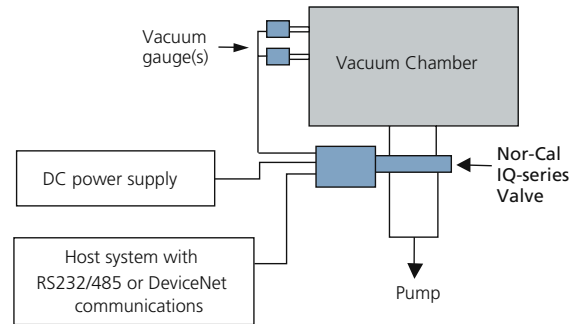 Vacuum
gauge(s)
Vacuum Chamber
Nor-Cal
IQ-series
Valve
DC power supply
Host system with
RS232/485 or DeviceNet
communications
Pump